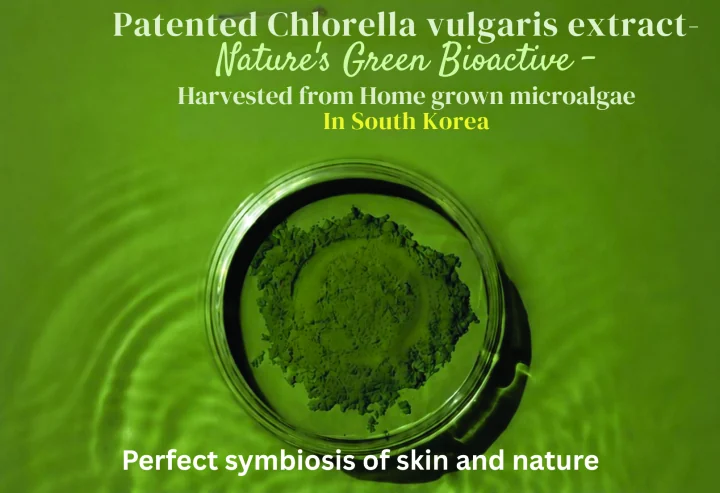 Patented Chlorella vulgaris extract-
Nature's Green Bioactive -
Harvested from Home grown microalgae
In South Korea
Perfect symbiosis of skin and nature